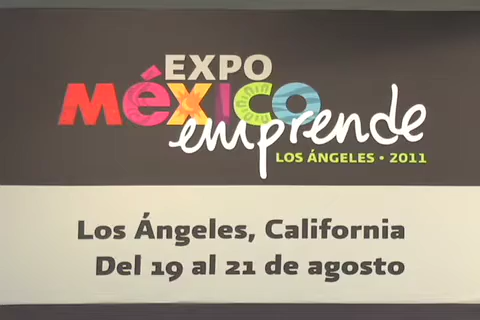 EXPO
MéXICO
emprende
LOS ÁNGELES • 2011
Los Ángeles, California
Del 19 al 21 de agosto